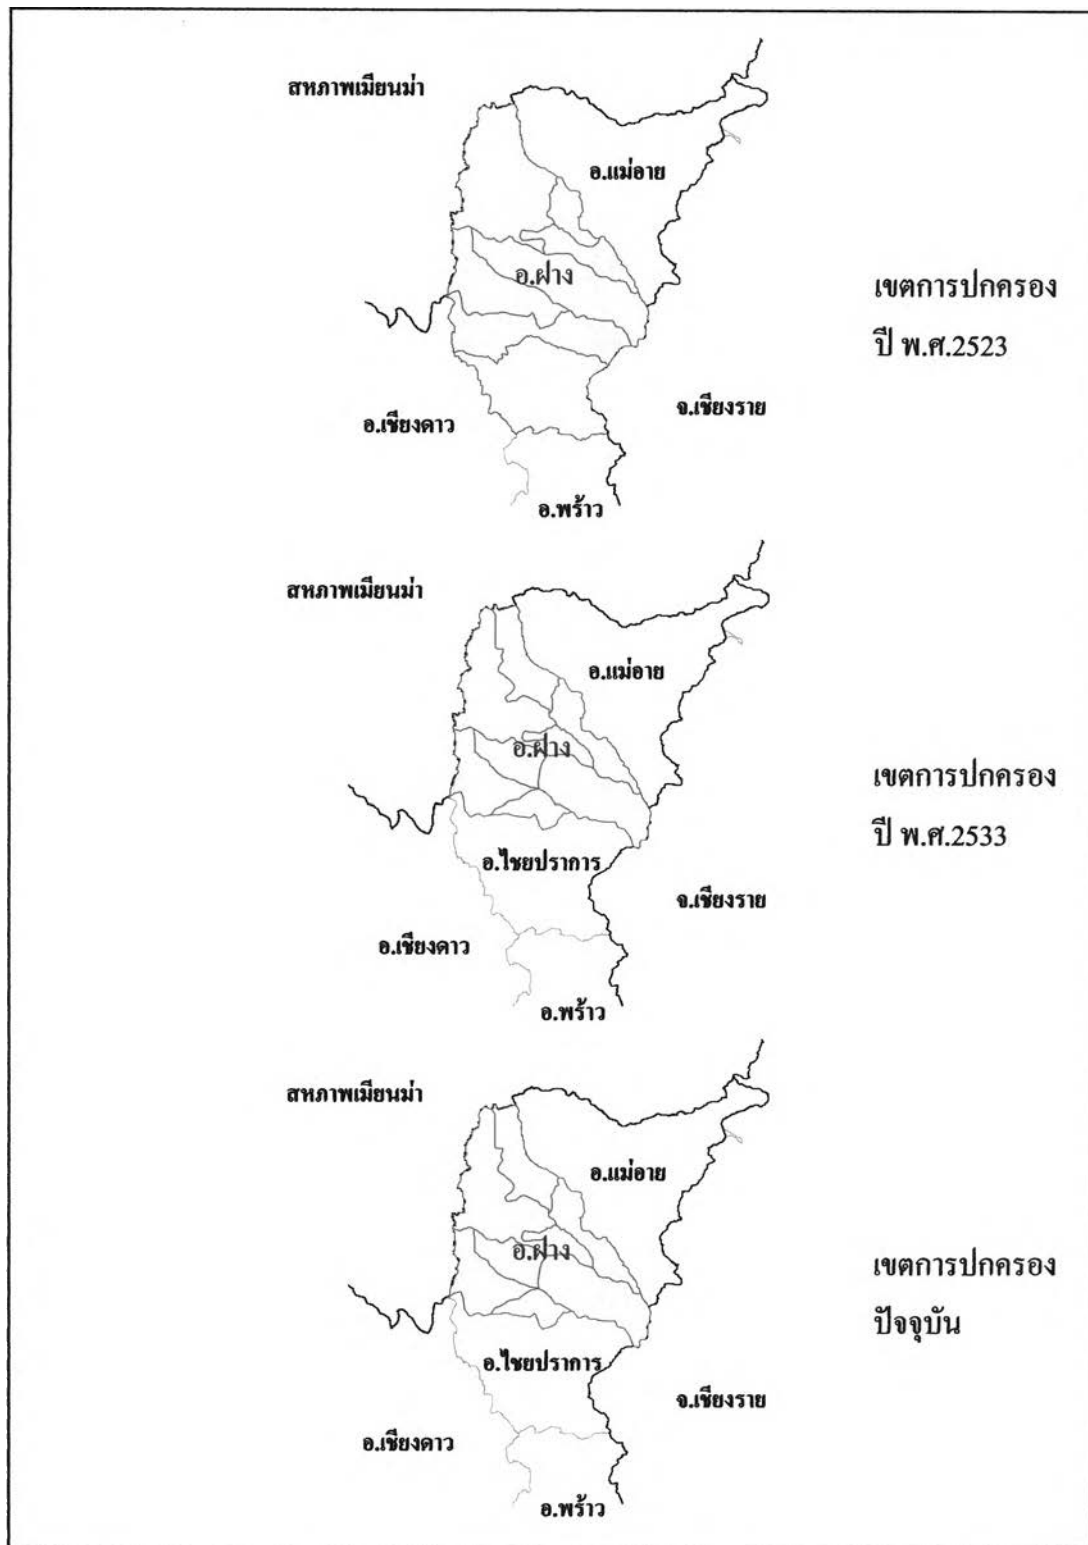 สหภาพเมียนม่า
อ.แม่อาย
อ.ฝาง
เขตการปกครอง
ปี พ.ศ.2523
อ.เชียงดาว
จ.เชียงราย
อ.พร้าว
สหภาพเมียนม่า
อ.แม่อาย
อ.ฝาง
เขตการปกครอง
ปี พ.ศ.2533
อ.ไชยปราการ
จ.เชียงราย
อ.เชียงดาว
อ.พร้าว
สหภาพเมียนม่า
อ.แม่อาย
อ.ฝาง
เขตการปกครอง
ปัจจุบัน
อ.ไชยปราการ
จ.เชียงราย
อ.เชียงดาว
อ.พร้าว